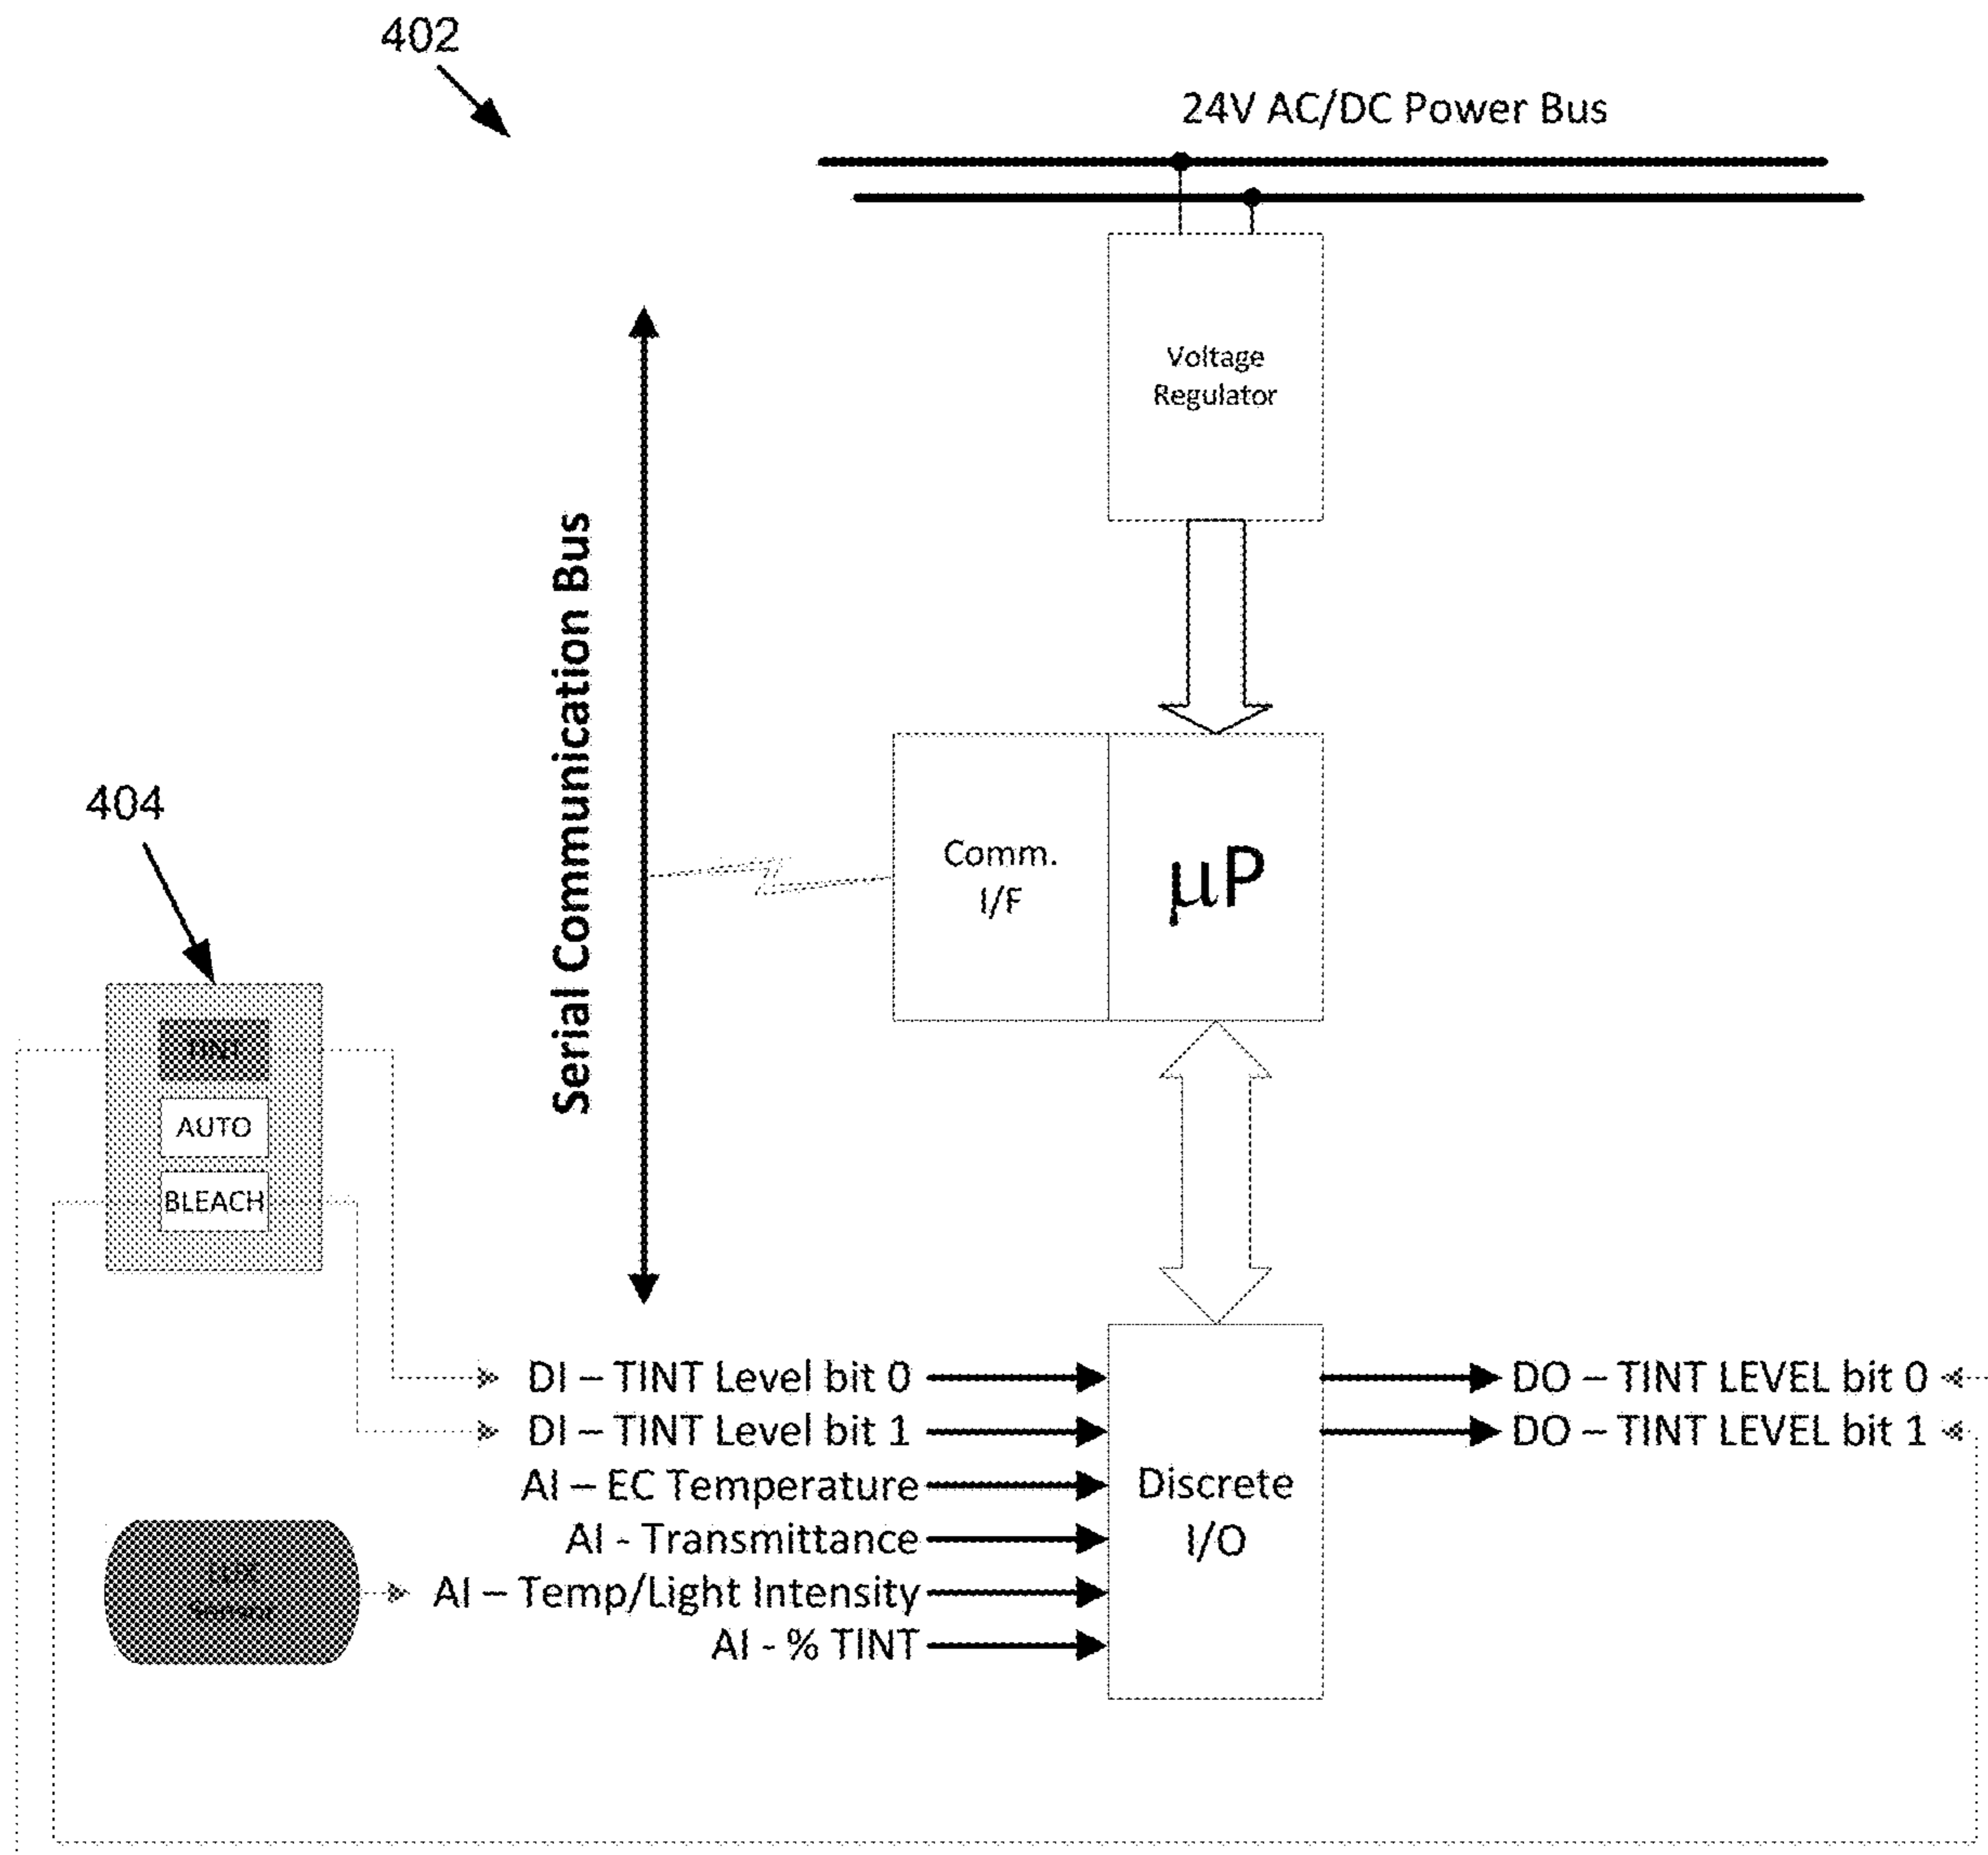 402
24V AC/DC Power Bus
Voltage
Regulator
Serial Communication Bus
404
Comm.
I/F
µP
TINT
AUTO
BLEACH
DI – TINT Level bit 0
DI – TINT Level bit 1
AI – EC Temperature
AI - Transmittance
AI – Temp/Light Intensity
AI - % TINT
Discrete
I/O
DO – TINT LEVEL bit 0
DO – TINT LEVEL bit 1
Sensor